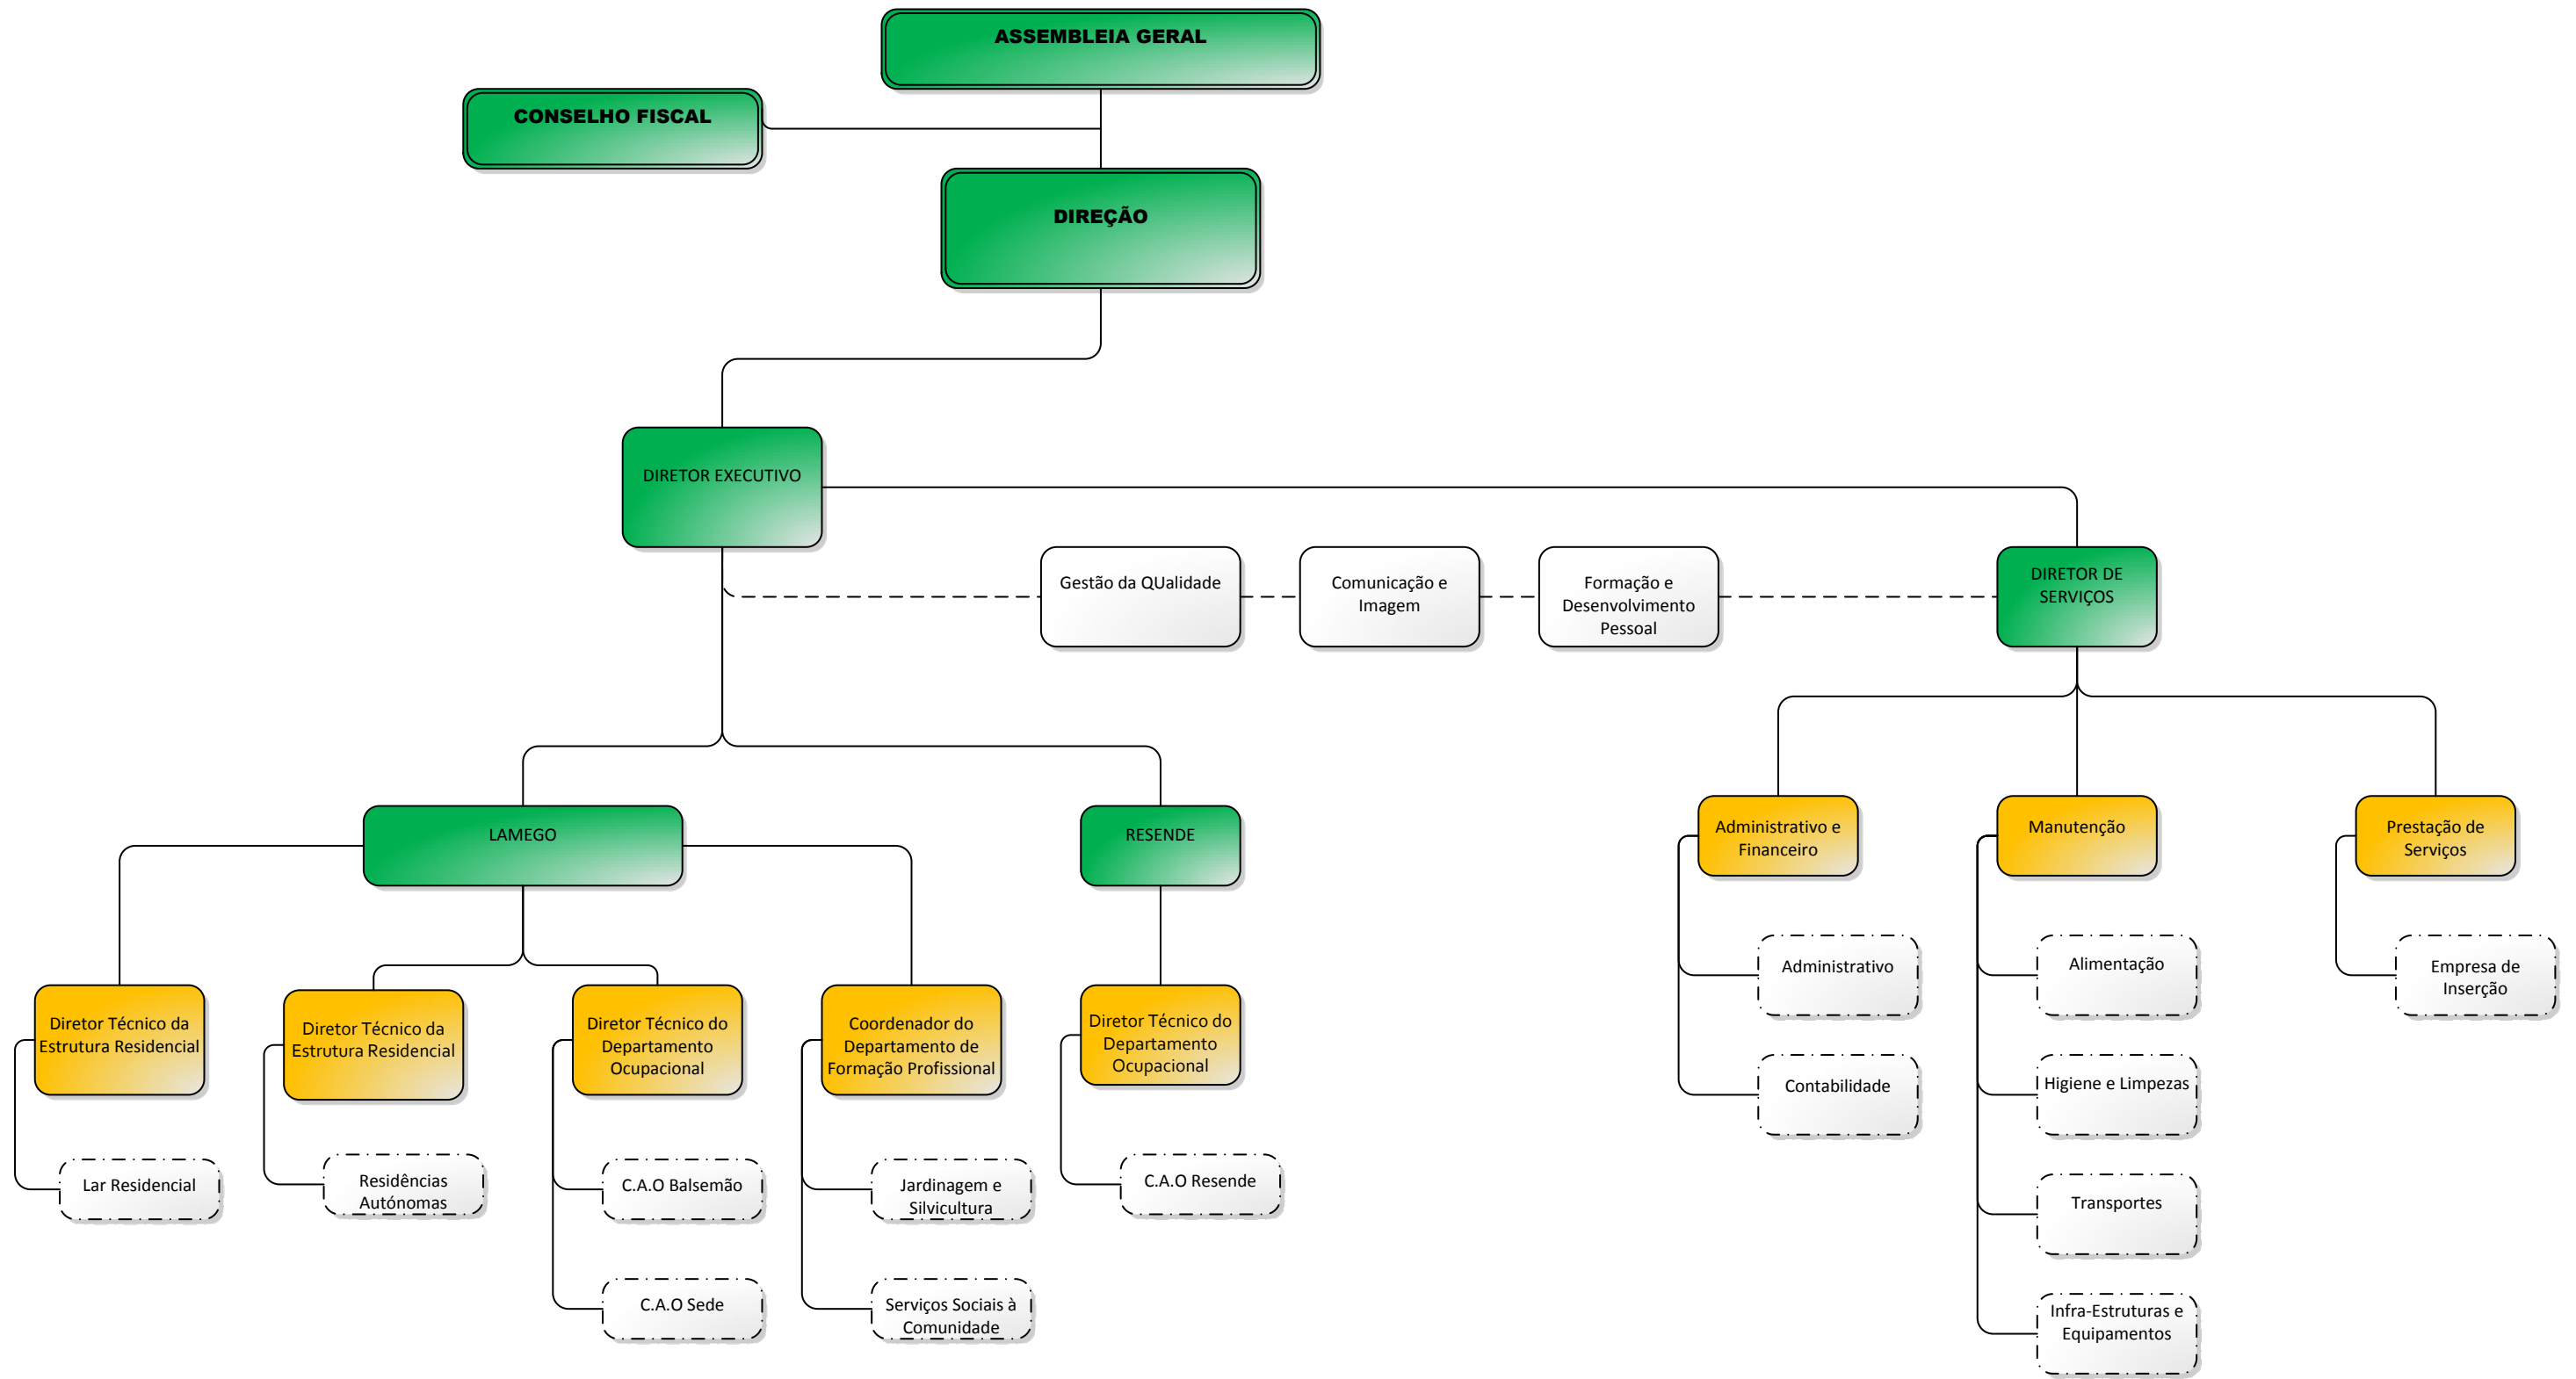 ASSEMBLEIA GERAL
CONSELHO FISCAL
DIREÇÃO
DIRETOR EXECUTIVO
Gestão da QUalidade
Comunicação e
Imagem
Formação e
Desenvolvimento
Pessoal
DIRETOR DE
SERVIÇOS
LAMEGO
RESENDE
Administrativo e
Financeiro
Manutenção
Prestação de
Serviços
Diretor Técnico da
Estrutura Residencial
Diretor Técnico da
Estrutura Residencial
Diretor Técnico do
Departamento
Ocupacional
Coordenador do
Departamento de
Formação Profissional
Diretor Técnico do
Departamento
Ocupacional
Administrativo
Alimentação
Empresa de
Inserção
Contabilidade
Higiene e Limpezas
Lar Residencial
Residências
Autónomas
C.A.O Balsemão
Jardinagem e
Silvicultura
C.A.O Resende
Transportes
C.A.O Sede
Serviços Sociais à
Comunidade
Infra-Estruturas e
Equipamentos